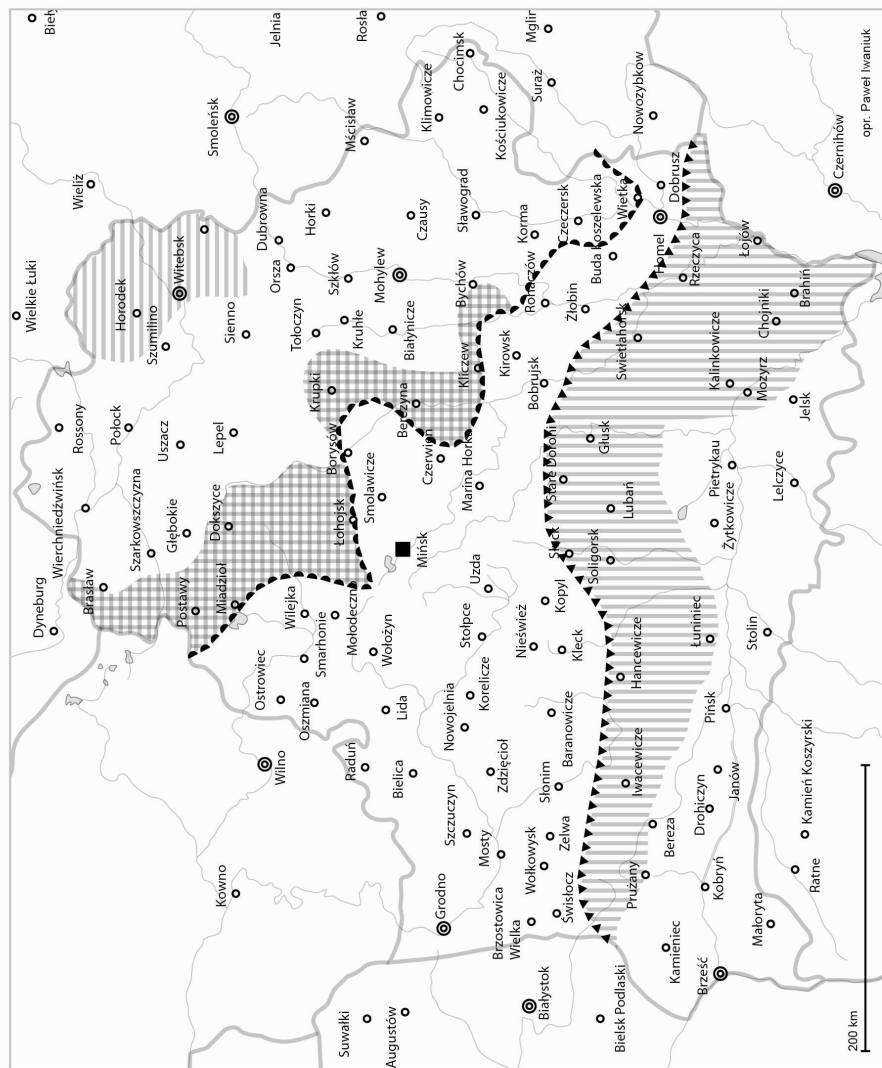 Wielkie Łuki
Dyneburg
Wierchniedźwińsk
Rossony
Wieliż
Brasław
Połock
Horodek
Szarkowszczyzna
Szumilino
Uszacz
Głębokie
Postawy
Witebsk
Kowno
Miadzioł
Dokszyce
Lepel
Sienno
Smoleńsk
Wilno
Ostrowiec
Dubrowna
Orsza
Jelnia
Oszmiana
Wilejka
Smarhonie
Krupki
Tołoczyn
Horki
Suwałki
Raduń
Mołodeczno
Łohojsk
Borysów
Kruhłe
Szkłów
Mścisław
Rosła
Augustów
Bielica
Lida
Wołożyn
Smolawicze
Berezyna
Białynicze
Mohylew
Mińsk
Czausy
Klimowicze
Grodno
Szczuczyn
Czerwień
Chocimsk
Mosty
Nowojelnia
Korelicze
Stołpce
Uzda
Marina Horka
Kliczew
Bychów
Sławograd
Kościukowicze
Zdzięcioł
Brzostowica
Wielka
Białystok
Wołkowysk
Słonim
Nieśwież
Kirowsk
Rohaczów
Korma
Suraż
Mglin
Świsłocz
Zelwa
Baranowicze
Kleck
Kopyl
Słuck
Stare Dorohi
Bobrujsk
Żłobin
Czeczersk
Bielsk Podlaski
Prużany
Iwacewicze
Hancewicze
Soligorsk
Lubań
Głusk
Swietłahorsk
Buda Koszelewska
Wietka
Nowozybkow
Kamieniec
Bereza
Homel
Dobrusz
Brześć
Kobryń
Drohiczyn
Janów
Pińsk
Łuniniec
Żytkowicze
Pietrykau
Kalinkowicze
Mozyrz
Rzeczyca
Łojów
Małoryta
Stolin
Lelczyce
Jelsk
Chojniki
Brahiń
Ratne
Kamień Koszyrski
Czernihów
200 km
opr. Paweł Iwaniuk